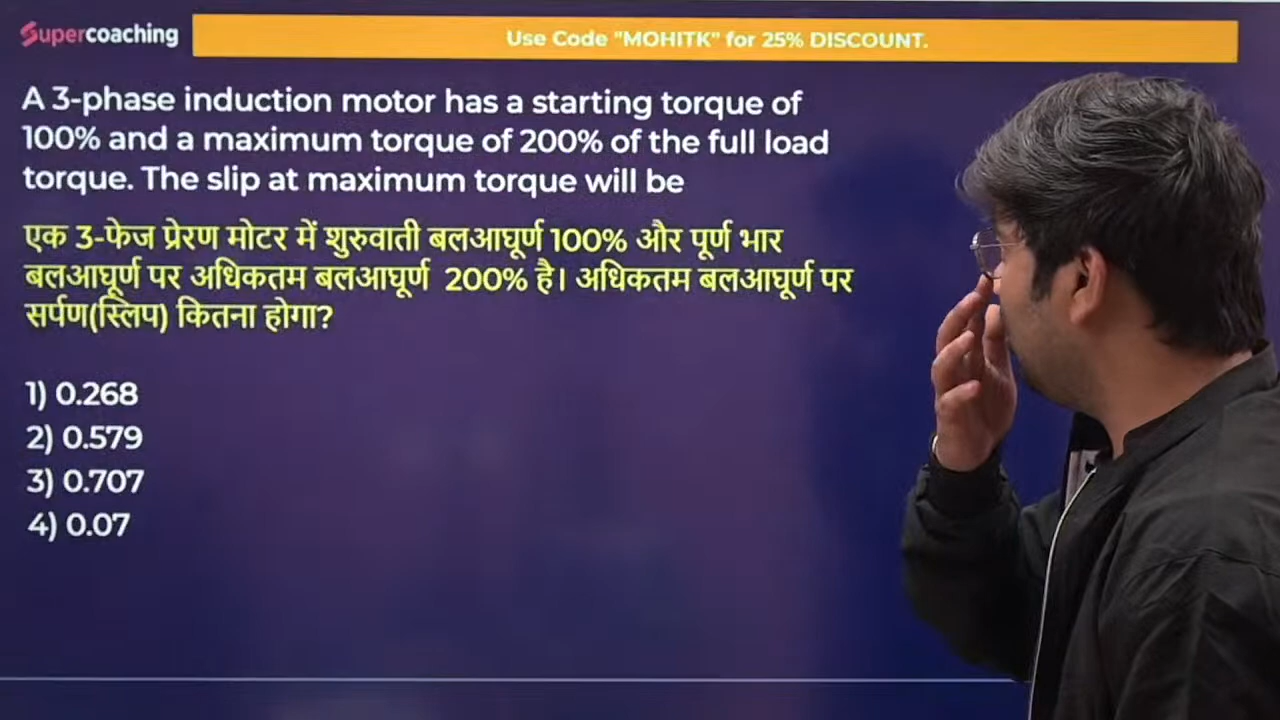 Supercoaching
Use Code "MOHITK" for 25% DISCOUNT.
A 3-phase induction motor has a starting torque of
100% and a maximum torque of 200% of the full load
torque. The slip at maximum torque will be
एक 3-फेज प्रेरण मोटर में शुरुवाती बलआघूर्ण 100% और पूर्ण भार
बलआघूर्ण पर अधिकतम बलआघूर्ण 200% है। अधिकतम बलआघूर्ण पर
सर्पण(स्लिप) कितना होगा?
1) 0.268
2) 0.579
3) 0.707
4) 0.07